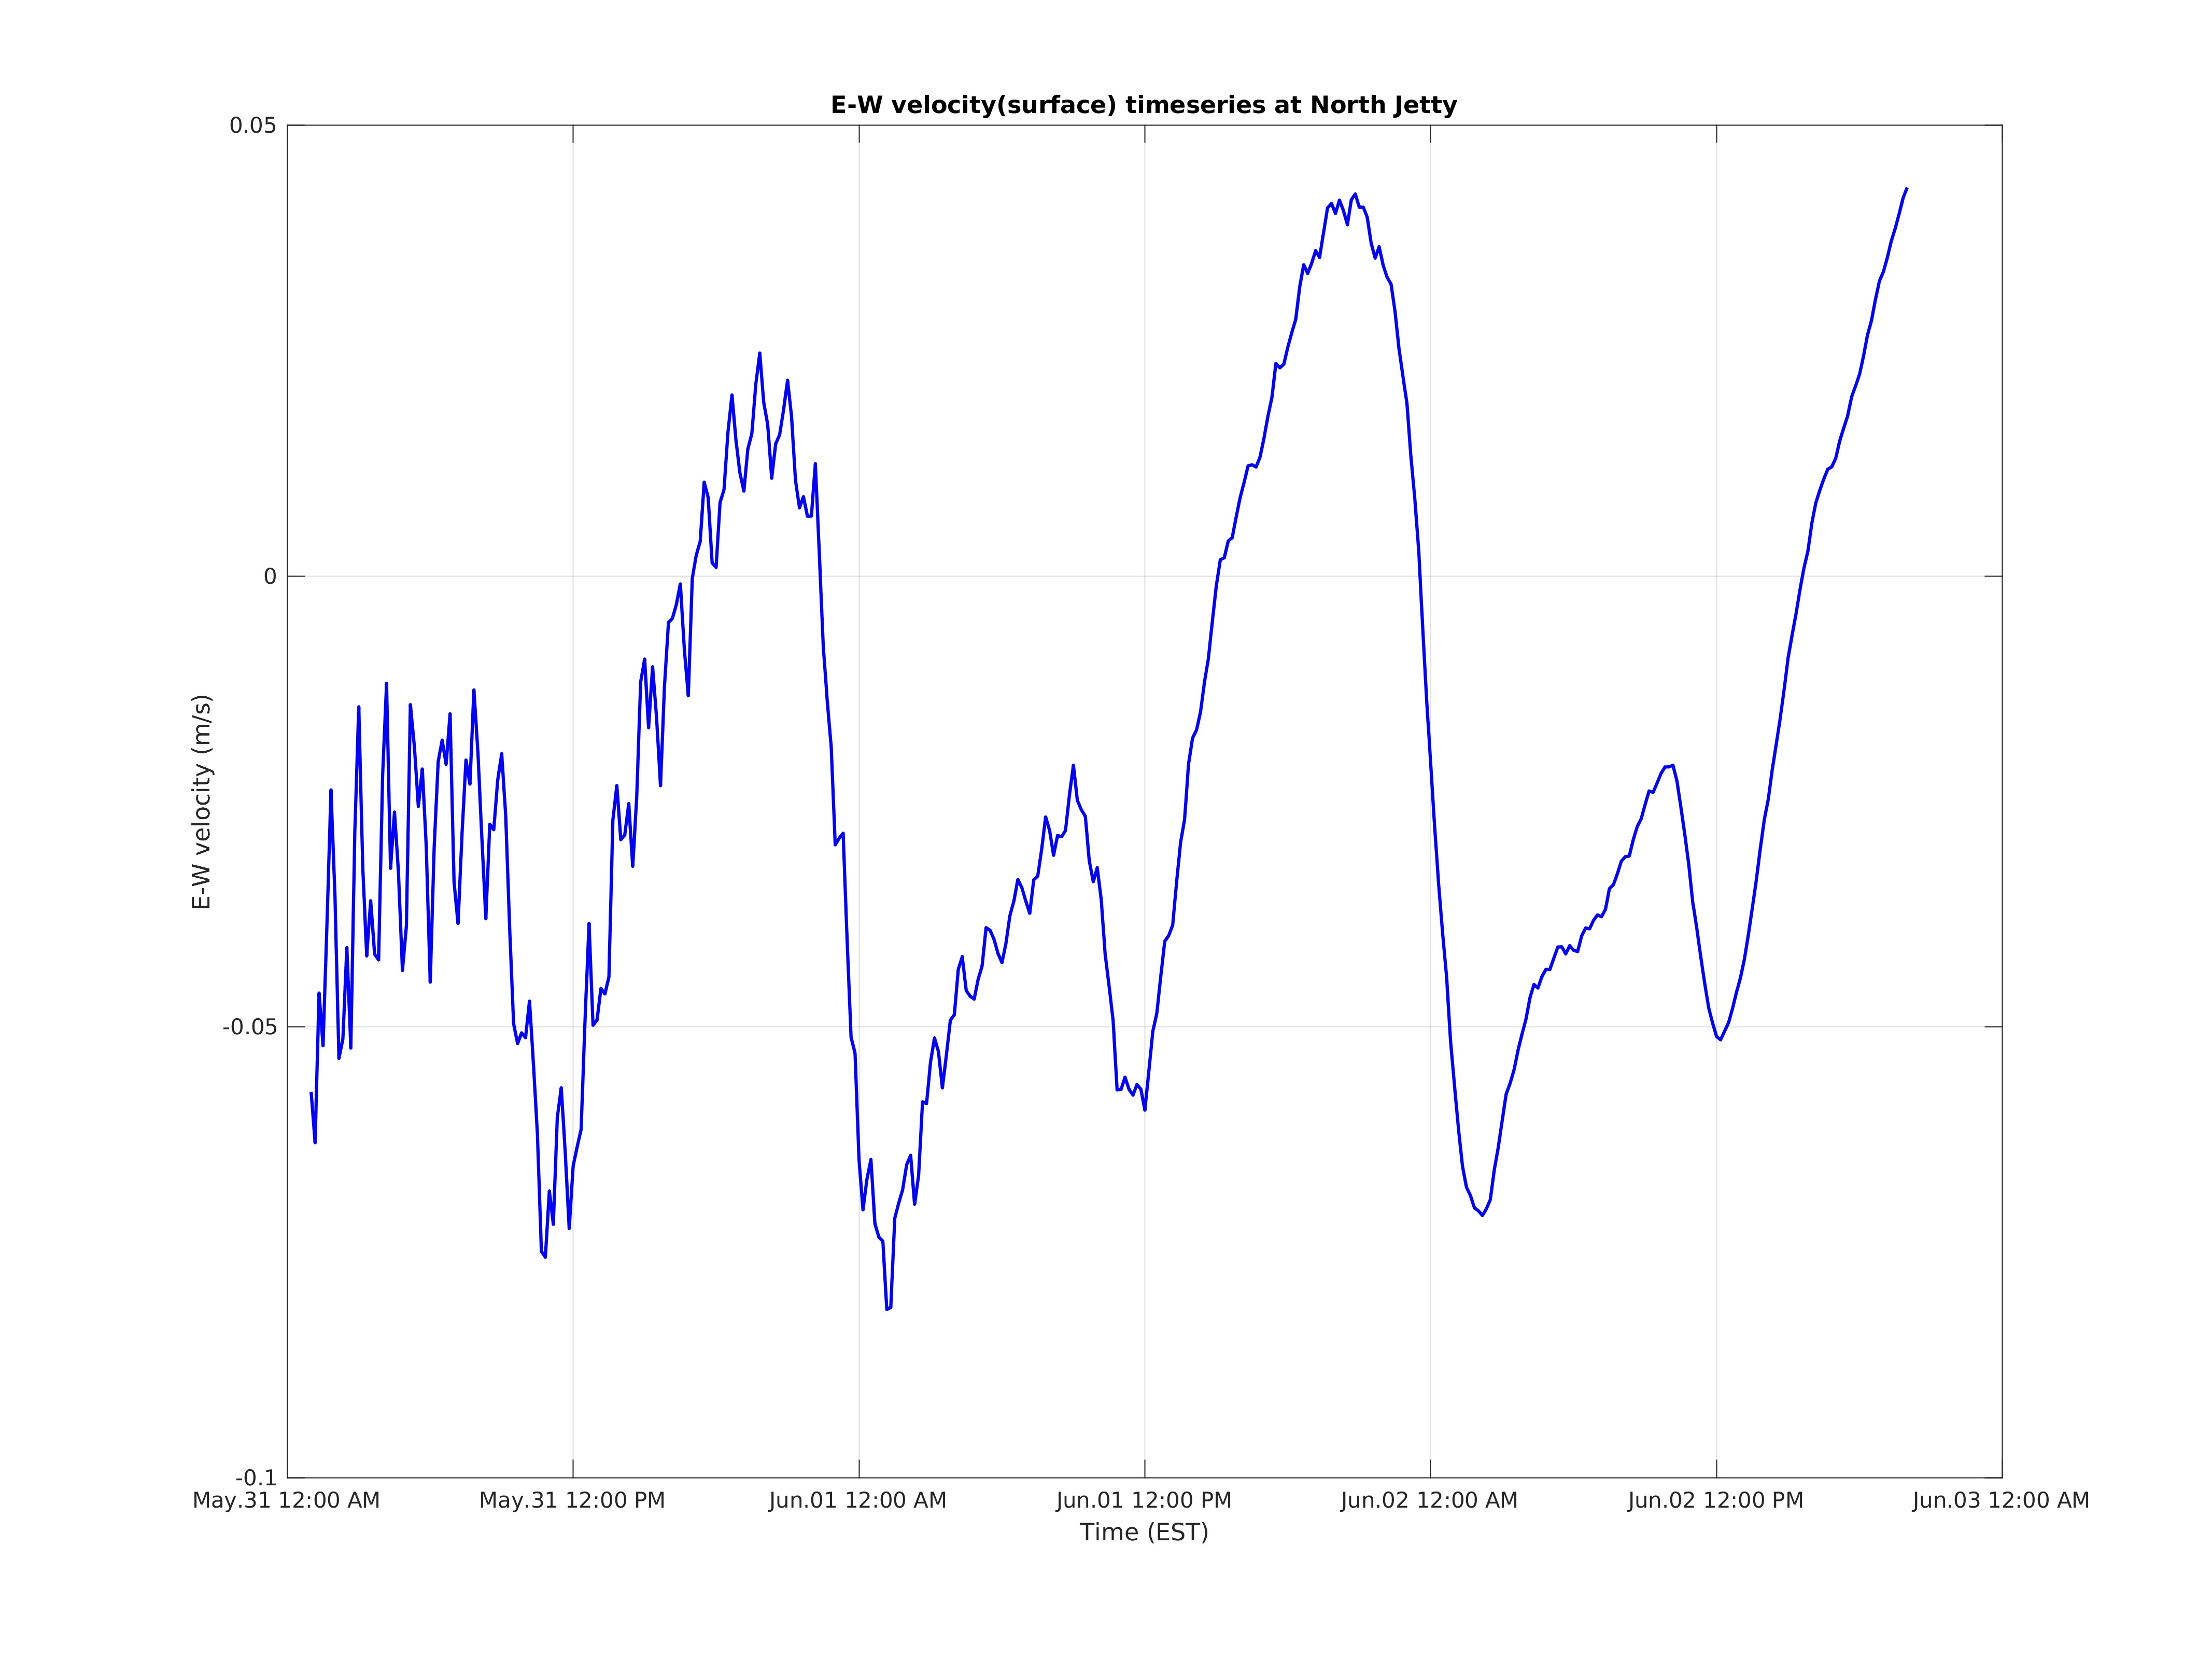 E-W velocity(surface) timeseries at North Jetty
0.05
0
-0.05
-0.1
E-W velocity (m/s)
May.31 12:00 AM
May.31 12:00 PM
Jun.01 12:00 AM
Jun.01 12:00 PM
Jun.02 12:00 AM
Jun.02 12:00 PM
Jun.03 12:00 AM
Time (EST)